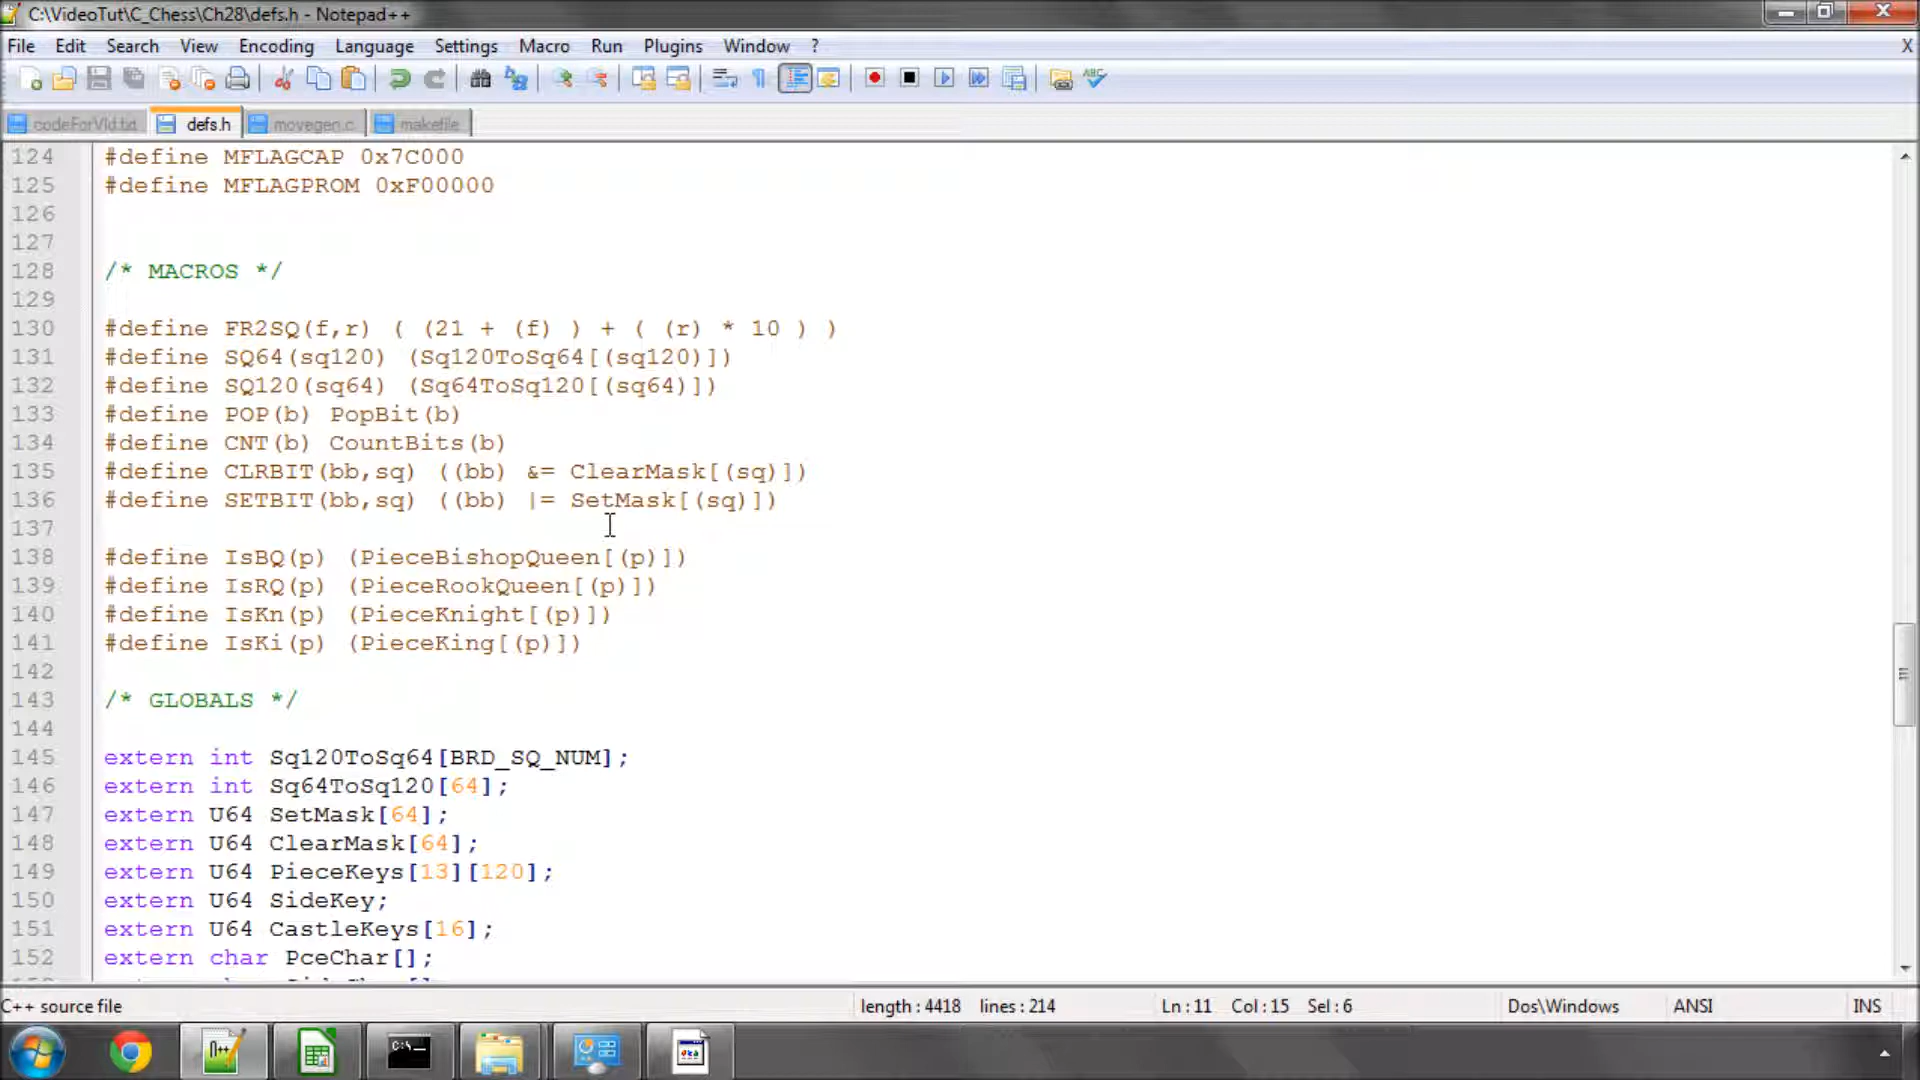 C:\VideoTut\C_Chess\Ch28\defs.h - Notepad++
File Edit Search View Encoding Language Settings Macro Run Plugins Window ? X
codeForVid.txt defs.h movegen.c makefile
124 #define MFLAGCAP 0x7C000
125 #define MFLAGPROM 0xF00000
126
127
128 /* MACROS */
129
130 #define FR2SQ(f,r) ( (21 + (f) ) + ( (r) * 10 ) )
131 #define SQ64(sq120) (Sq120ToSq64[(sq120)])
132 #define SQ120(sq64) (Sq64ToSq120[(sq64)])
133 #define POP(b) PopBit(b)
134 #define CNT(b) CountBits(b)
135 #define CLRBIT(bb,sq) ((bb) &= ClearMask[(sq)])
136 #define SETBIT(bb,sq) ((bb) |= SetMask[(sq)])
137
138 #define IsBQ(p) (PieceBishopQueen[(p)])
139 #define IsRQ(p) (PieceRookQueen[(p)])
140 #define IsKn(p) (PieceKnight[(p)])
141 #define IsKi(p) (PieceKing[(p)])
142
143 /* GLOBALS */
144
145 extern int Sq120ToSq64[BRD_SQ_NUM];
146 extern int Sq64ToSq120[64];
147 extern U64 SetMask[64];
148 extern U64 ClearMask[64];
149 extern U64 PieceKeys[13][120];
150 extern U64 SideKey;
151 extern U64 CastleKeys[16];
152 extern char PceChar[];
C++ source file length : 4418 lines : 214 Ln : 11 Col : 15 Sel : 6 Dos\Windows ANSI INS